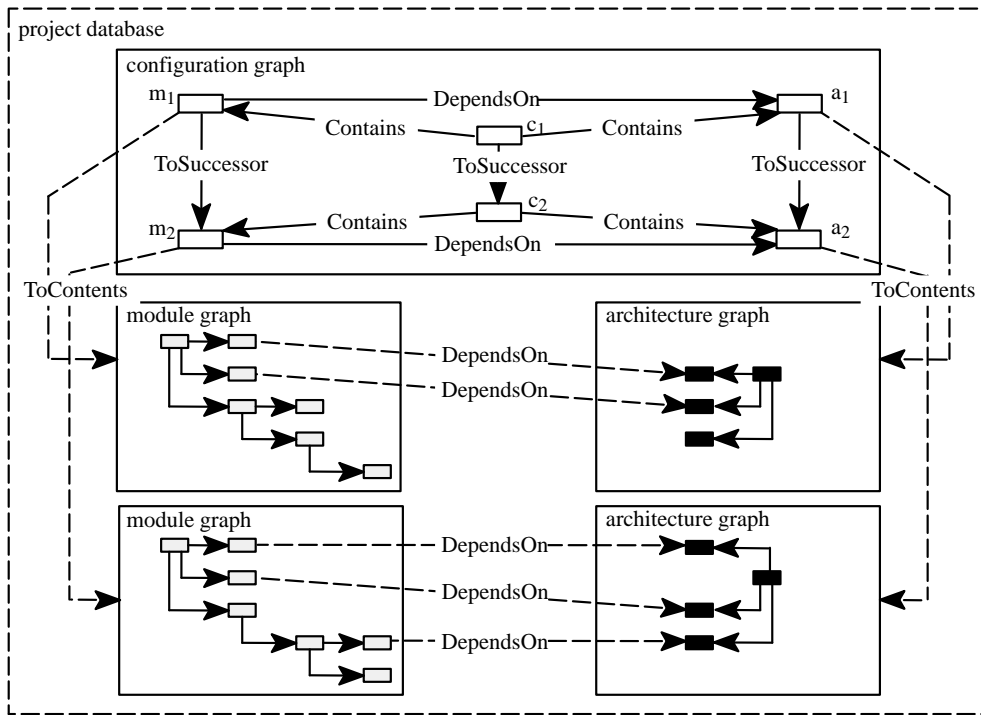 project database
configuration graph
m1 DependsOn a1
Contains c1 Contains
ToSuccessor ToSuccessor ToSuccessor
m2 Contains c2 Contains a2
DependsOn
ToContents ToContents
module graph architecture graph
DependsOn
DependsOn
module graph architecture graph
DependsOn
DependsOn
DependsOn